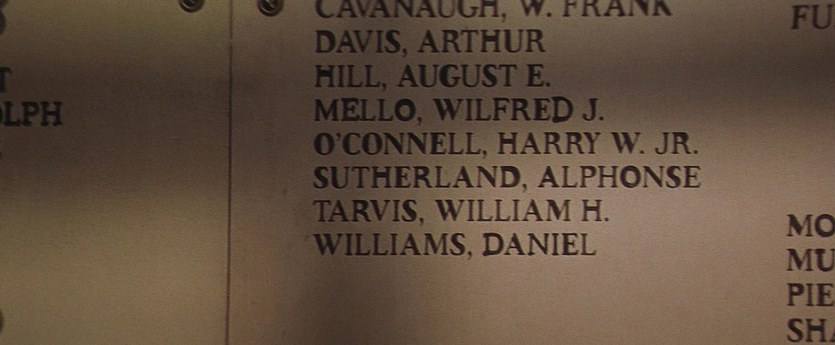 CAVANAUGH, W. FRANK
DAVIS, ARTHUR
HILL, AUGUST E.
MELLO, WILFRED J.
O'CONNELL, HARRY W. JR.
SUTHERLAND, ALPHONSE
TARVIS, WILLIAM H.
WILLIAMS, DANIEL